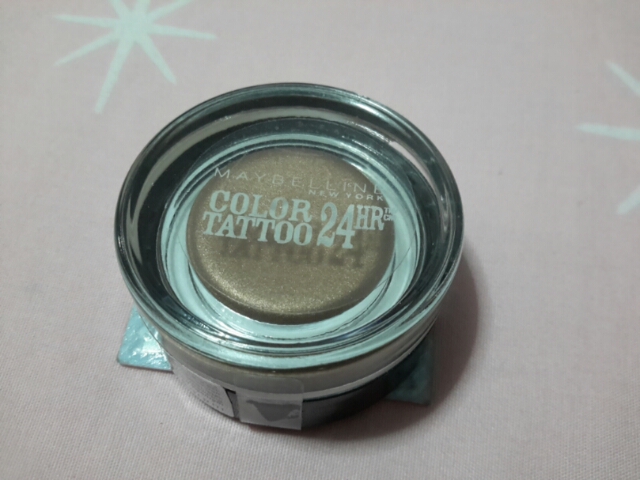 MAYBELLINE
NEW YORK
COLOR
TATTOO 24HR